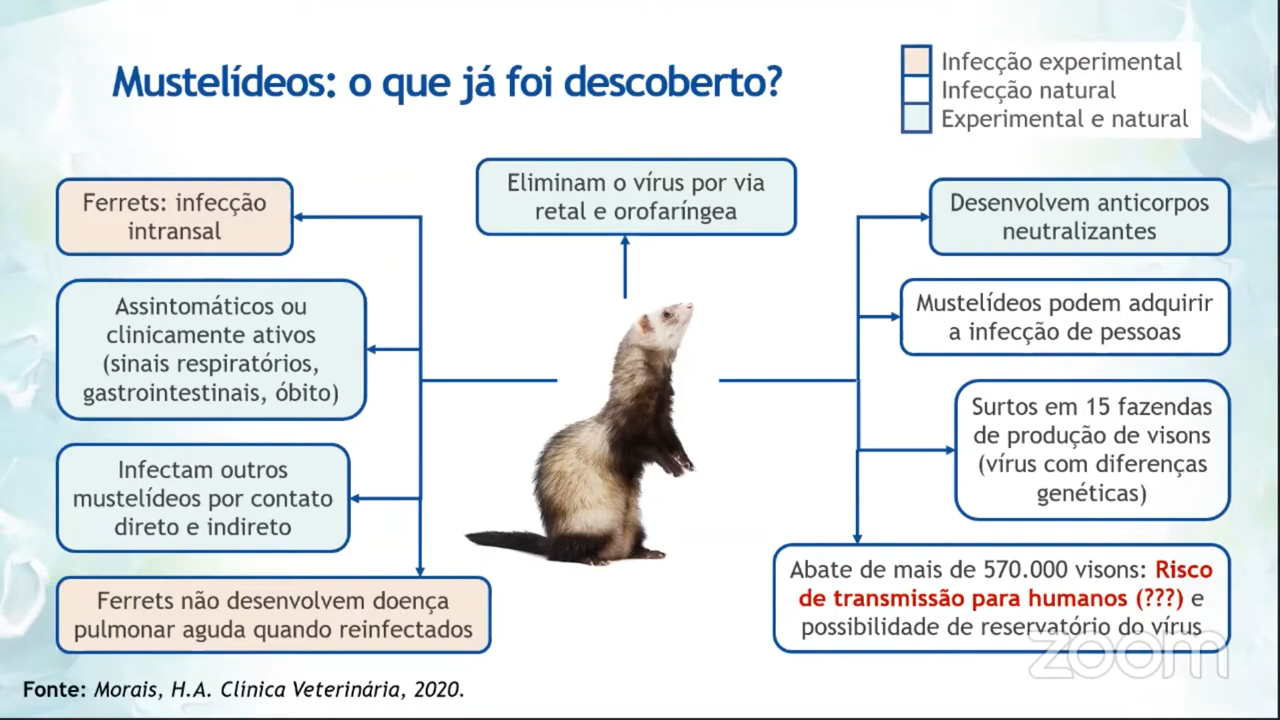 Mustelídeos: o que já foi descoberto?
Infecção experimental
Infecção natural
Experimental e natural
Ferrets: infecção
intransal
Assintomáticos ou
clinicamente ativos
(sinais respiratórios,
gastrointestinais, óbito)
Infectam outros
mustelídeos por contato
direto e indireto
Ferrets não desenvolvem doença
pulmonar aguda quando reinfectados
Eliminam o vírus por via
retal e orofaríngea
Desenvolvem anticorpos
neutralizantes
Mustelídeos podem adquirir
a infecção de pessoas
Surtos em 15 fazendas
de produção de visons
(vírus com diferenças
genéticas)
Abate de mais de 570.000 visons: Risco
de transmissão para humanos (???) e
possibilidade de reservatório do vírus
zoom
Fonte: Morais, H.A. Clínica Veterinária, 2020.